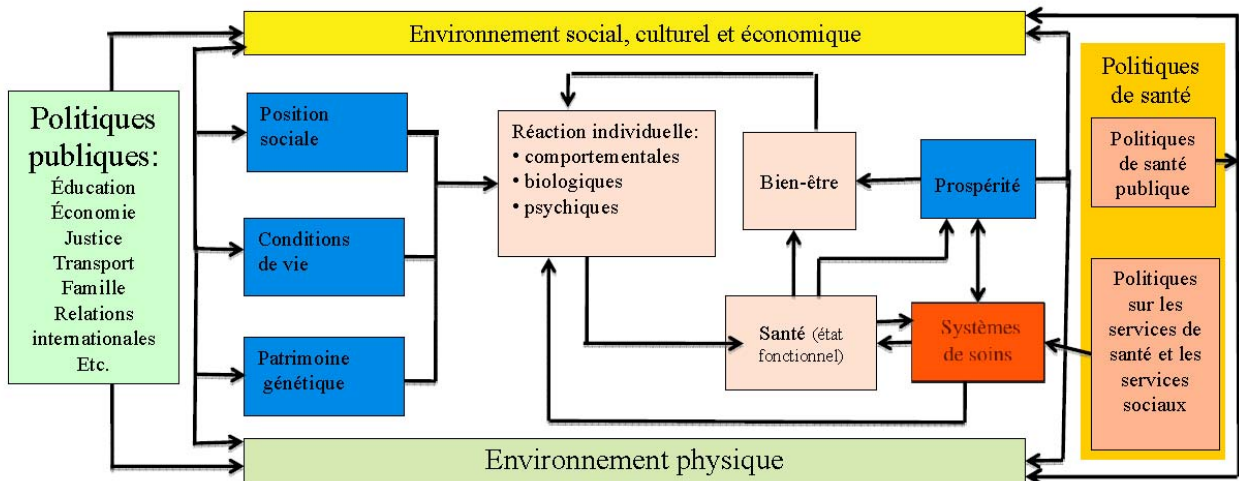 Environnement social, culturel et économique
Politiques
publiques:
Éducation
Économie
Justice
Transport
Famille
Relations
internationales
Etc.
Position
sociale
Conditions
de vie
Patrimoine
génétique
Réaction individuelle:
• comportementales
• biologiques
• psychiques
Bien-être
Prospérité
Santé (état
fonctionnel)
Systèmes
de soins
Politiques
de santé
Politiques
de santé
publique
Politiques
sur les
services de
santé et les
services
sociaux
Environnement physique